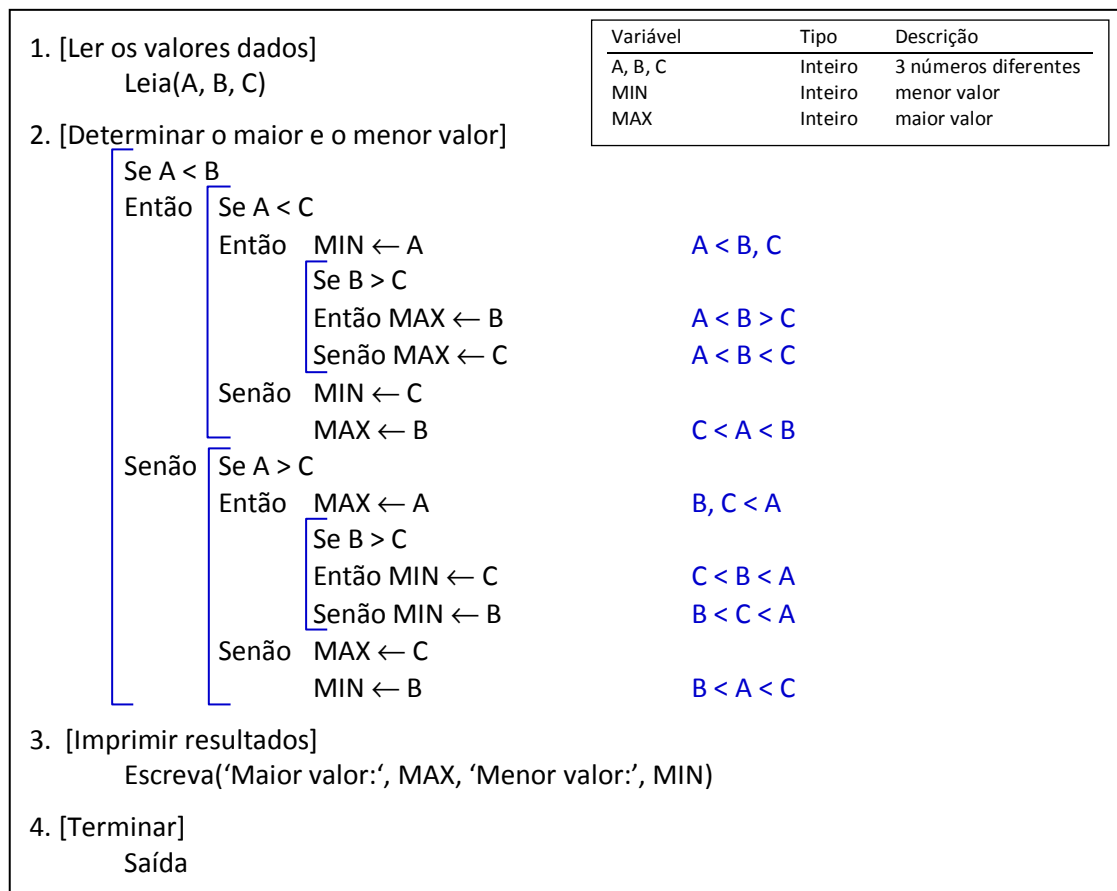 1. [Ler os valores dados]
Leia(A, B, C)
Variável Tipo Descrição
A, B, C Inteiro 3 números diferentes
MIN Inteiro menor valor
MAX Inteiro maior valor
2. [Determinar o maior e o menor valor]
Se A < B
Então Se A < C
Então MIN ← A A < B, C
Se B > C
Então MAX ← B A < B > C
Senão MAX ← C A < B < C
Senão MIN ← C
MAX ← B C < A < B
Senão Se A > C
Então MAX ← A B, C < A
Se B > C
Então MIN ← C C < B < A
Senão MIN ← B B < C < A
Senão MAX ← C
MIN ← B B < A < C
3. [Imprimir resultados]
Escreva(‘Maior valor:‘, MAX, ‘Menor valor:’, MIN)
4. [Terminar]
Saída